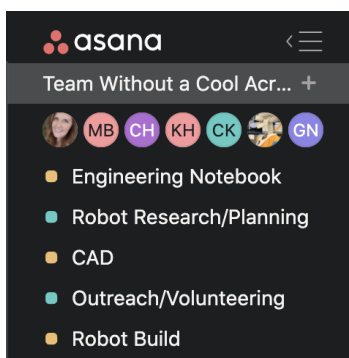 asana
Team Without a Cool Acr... +
MB CH KH CK GN
Engineering Notebook
Robot Research/Planning
CAD
Outreach/Volunteering
Robot Build